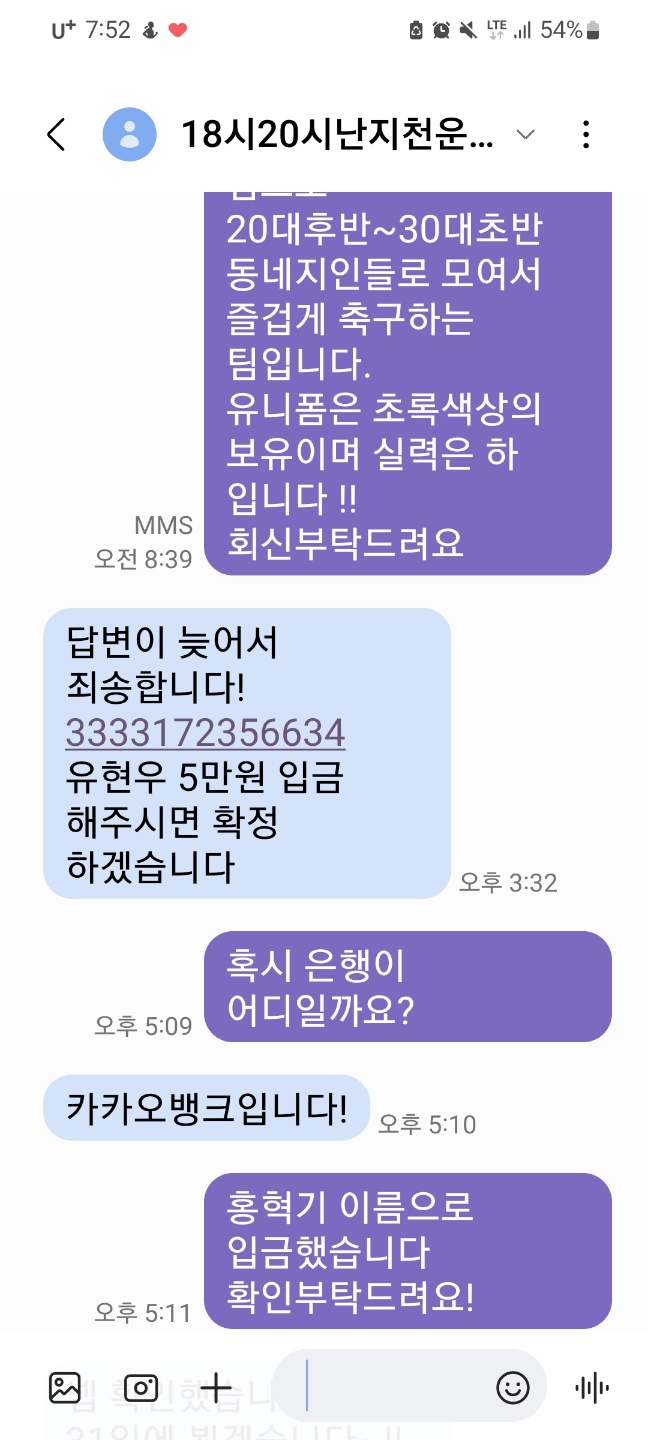 U+ 7:52 LTE 54%
18시20시난지천운...
20대후반~30대초반
동네지인들로 모여서
즐겁게 축구하는
팀입니다.
유니폼은 초록색상의
보유이며 실력은 하
입니다 !!
회신부탁드려요
MMS
오전 8:39
답변이 늦어서
죄송합니다!
3333172356634
유현우 5만원 입금
해주시면 확정
하겠습니다
오후 3:32
혹시 은행이
어디일까요?
오후 5:09
카카오뱅크입니다!
오후 5:10
홍혁기 이름으로
입금했습니다
확인부탁드려요!
오후 5:11
넵 확인했습니